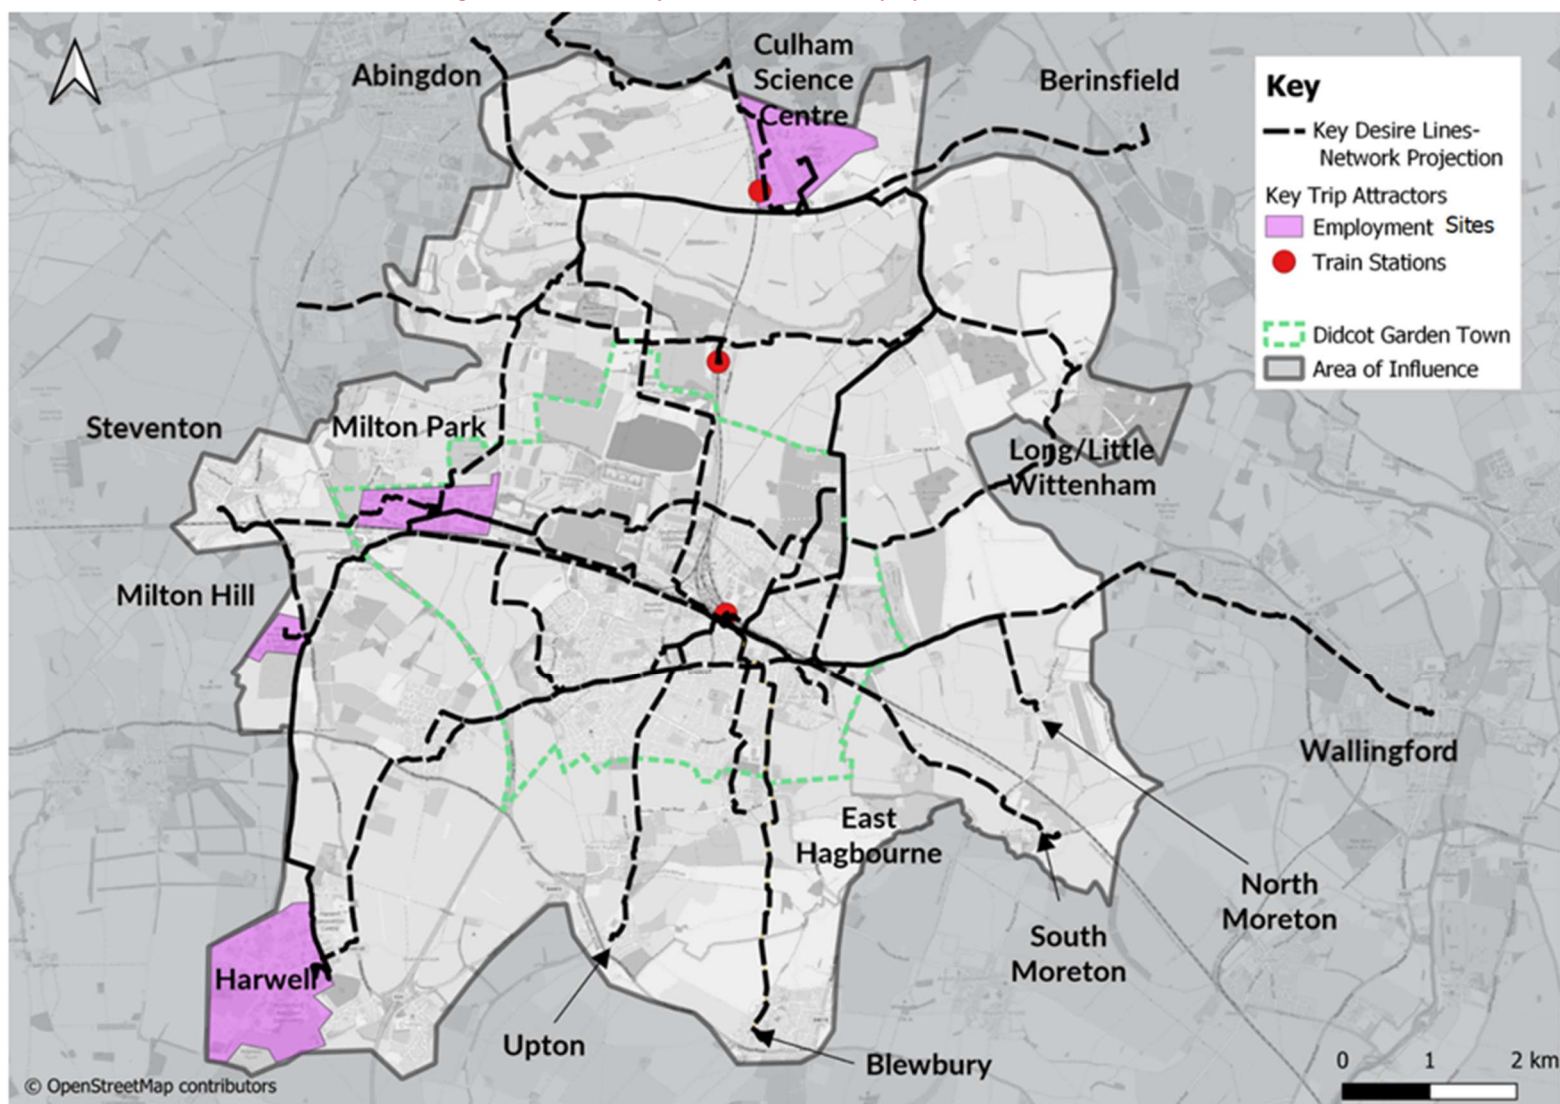 Culham
Science
Centre
Abingdon
Berinsfield
Key
Key Desire Lines-
Network Projection
Key Trip Attractors
Employment Sites
Train Stations
Didcot Garden Town
Area of Influence
Steventon
Milton Park
Long/Little
Wittenham
Milton Hill
Wallingford
East
Hagbourne
North
Moreton
South
Moreton
Harwell
Upton
Blewbury
0 1 2 km
© OpenStreetMap contributors